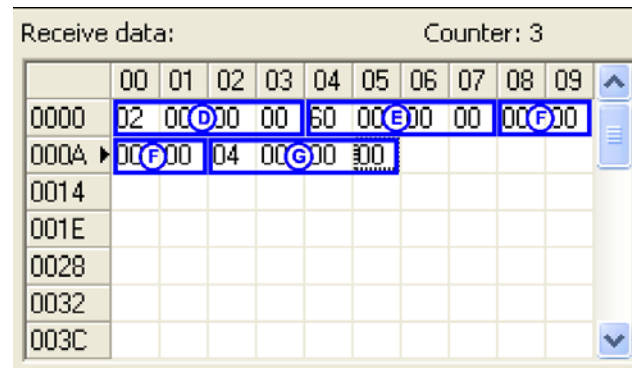 Receive data: Counter: 3
00 01 02 03 04 05 06 07 08 09
0000 02 00 D 00 00 60 00 E 00 00 00 F 00
000A 00 F 00 04 00 G 00 00
0014
001E
0028
0032
003C